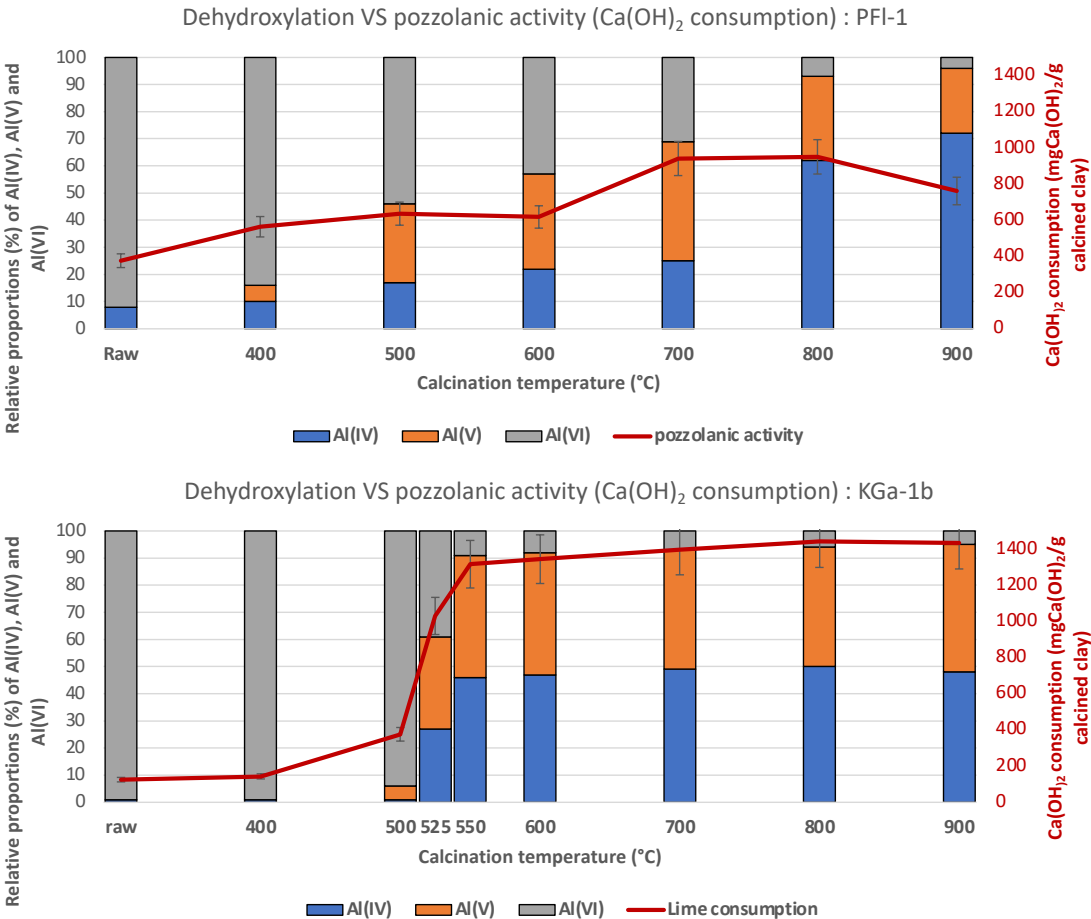 Dehydroxylation VS pozzolanic activity (Ca(OH)2 consumption) : PFl-1
Relative proportions (%) of Al(IV), Al(V) and
Al(VI)
100
90
80
70
60
50
40
30
20
10
0
1400
1200
1000
800
600
400
200
0
Ca(OH)2 consumption (mgCa(OH)2/g
calcined clay)
Raw 400 500 600 700 800 900
Calcination temperature (°C)
Al(IV) Al(V) Al(VI) pozzolanic activity
Dehydroxylation VS pozzolanic activity (Ca(OH)2 consumption) : KGa-1b
Relative proportions (%) of Al(IV), Al(V) and
Al(VI)
100
90
80
70
60
50
40
30
20
10
0
1400
1200
1000
800
600
400
200
0
Ca(OH)2 consumption (mgCa(OH)2/g
calcined clay)
raw 400 500 525 550 600 700 800 900
Calcination temperature (°C)
Al(IV) Al(V) Al(VI) Lime consumption